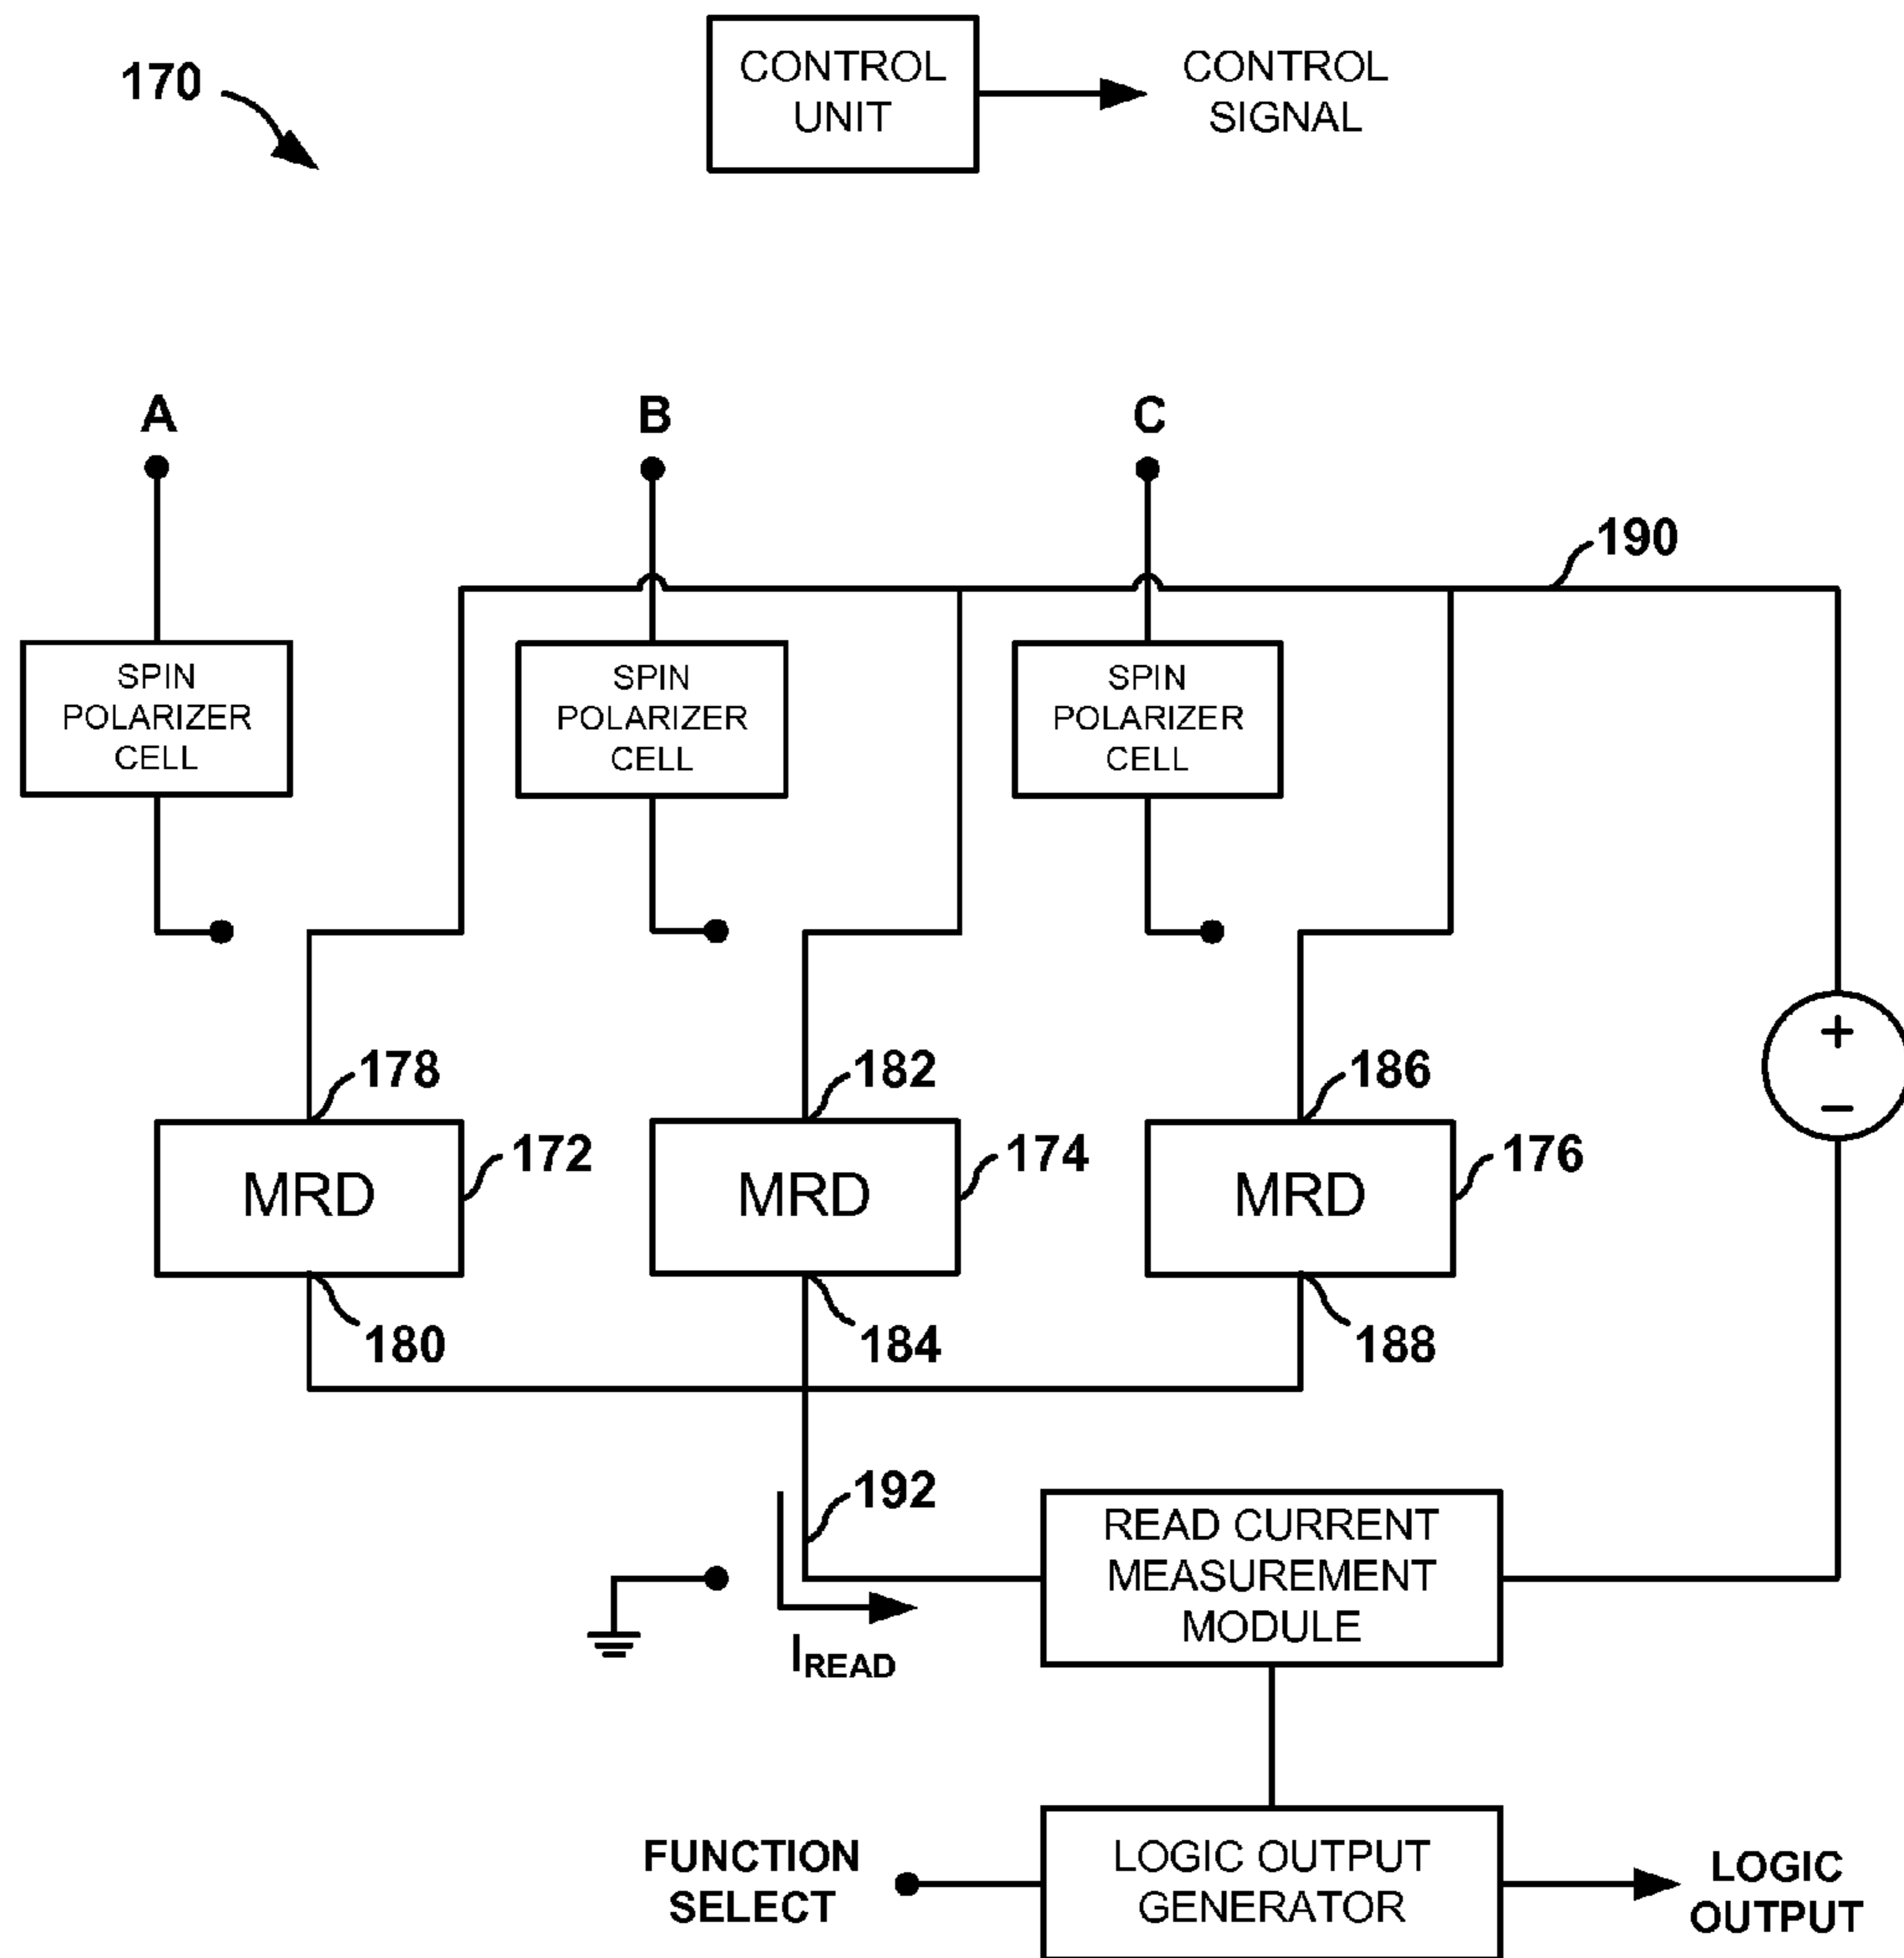 170
CONTROL
UNIT
CONTROL
SIGNAL
A
B
C
190
SPIN
POLARIZER
CELL
SPIN
POLARIZER
CELL
SPIN
POLARIZER
CELL
+
−
178
182
186
MRD
172
MRD
174
MRD
176
180
184
188
192
READ CURRENT
MEASUREMENT
MODULE
IREAD
FUNCTION
SELECT
LOGIC OUTPUT
GENERATOR
LOGIC
OUTPUT